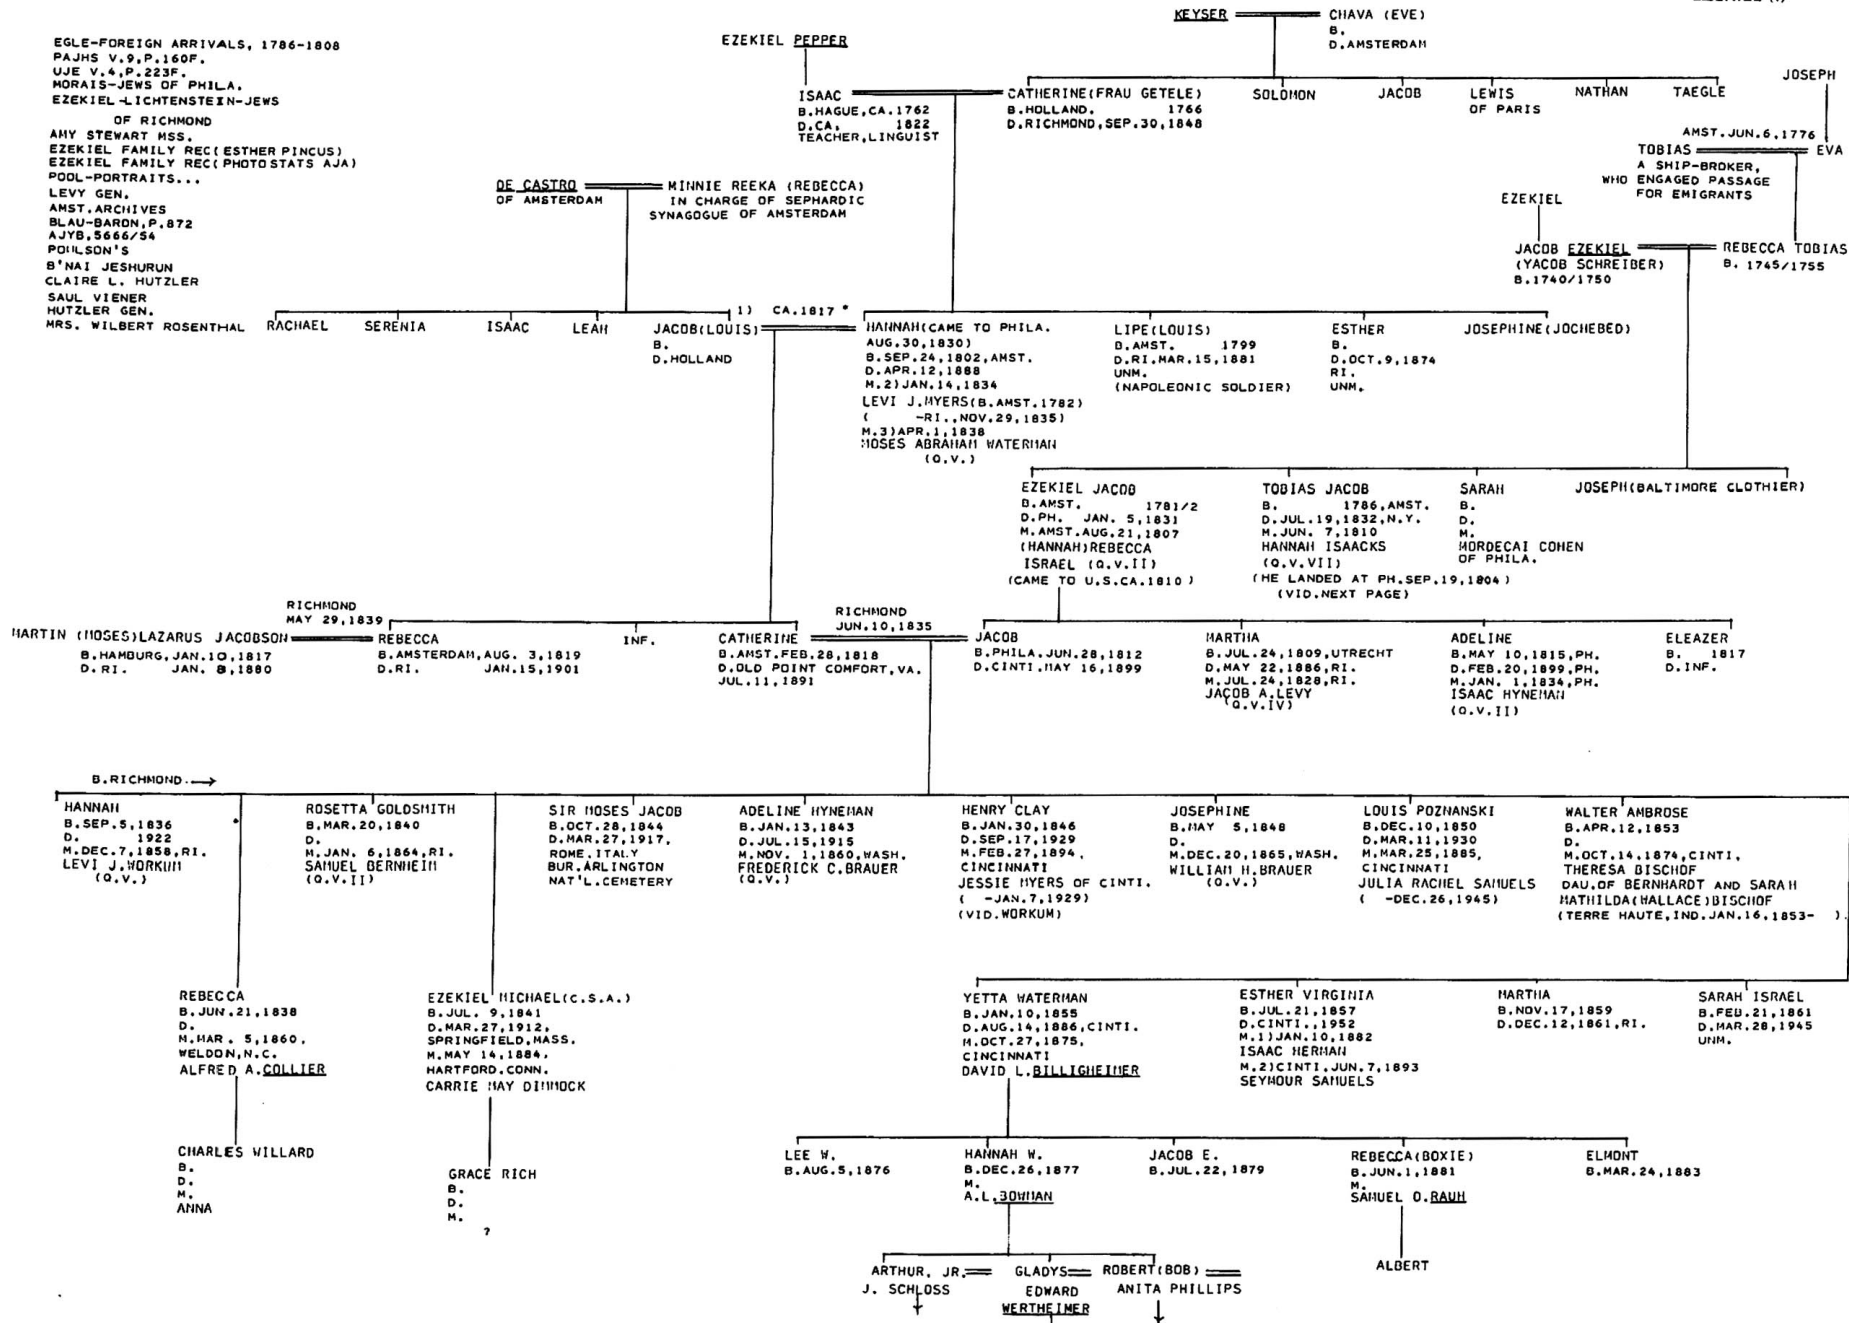 EGLE-FOREIGN ARRIVALS, 1786-1808
PAJHS V.9,P.160F.
UJE V.4,P.223F.
MORAIS-JEWS OF PHILA.
EZEKIEL-LICHTENSTEIN-JEWS
OF RICHMOND
AMY STEWART MSS.
EZEKIEL FAMILY REC(ESTHER PINCUS)
EZEKIEL FAMILY REC(PHOTOSTATS AJA)
POOL-PORTRAITS...
LEVY GEN.
AMST.ARCHIVES
BLAU-BARON,P.872
AJYB,5666/54
POULSON'S
B'NAI JESHURUN
CLAIRE L. HUTZLER
SAUL VIENER
HUTZLER GEN.
MRS. WILBERT ROSENTHAL
KEYSER
CHAVA (EVE)
B.
D.AMSTERDAM
EZEKIEL PEPPER
ISAAC
B.HAGUE,CA.1762
D.CA. 1822
TEACHER,LINGUIST
CATHERINE(FRAU GETELE)
B.HOLLAND. 1766
D.RICHMOND,SEP.30,1848
SOLOMON
JACOB
LEWIS
OF PARIS
NATHAN
TAEGLE
JOSEPH
AMST.JUN.6,1776
TOBIAS
A SHIP-BROKER,
WHO ENGAGED PASSAGE
FOR EMIGRANTS
EVA
DE CASTRO
OF AMSTERDAM
MINNIE REEKA (REBECCA)
IN CHARGE OF SEPHARDIC
SYNAGOGUE OF AMSTERDAM
EZEKIEL
JACOB EZEKIEL
(YACOB SCHREIBER)
B.1740/1750
REBECCA TOBIAS
B. 1745/1755
RACHAEL
SERENIA
ISAAC
LEAH
JACOB(LOUIS)
B.
D.HOLLAND
1) CA.1817 *
HANNAH(CAME TO PHILA.
AUG.30,1830)
B.SEP.24,1802,AMST.
D.APR.12,1888
M.2)JAN.14,1834
LEVI J.MYERS(B.AMST.1782)
( -RI.,NOV.29,1835)
M.3)APR.1,1838
MOSES ABRAHAM WATERMAN
(Q.V.)
LIPE(LOUIS)
B.AMST. 1799
D.RI.MAR.15,1881
UNM.
(NAPOLEONIC SOLDIER)
ESTHER
B.
D.OCT.9,1874
RI.
UNM.
JOSEPHINE(JOCHEBED)
EZEKIEL JACOB
B.AMST. 1781/2
D.PH. JAN. 5,1831
M.AMST.AUG.21,1807
(HANNAH)REBECCA
ISRAEL (Q.V.II)
(CAME TO U.S.CA.1810)
TOBIAS JACOB
B. 1786,AMST.
D.JUL.19,1832,N.Y.
M.JUN. 7,1810
HANNAH ISAACKS
(Q.V.VII)
(HE LANDED AT PH.SEP.19,1804)
(VID.NEXT PAGE)
SARAH
B.
D.
M.
MORDECAI COHEN
OF PHILA.
JOSEPH(BALTIMORE CLOTHIER)
RICHMOND
MAY 29,1839
MARTIN (MOSES)LAZARUS JACOBSON
B.HAMBURG,JAN.10,1817
D.RI. JAN. 8,1880
REBECCA
B.AMSTERDAM,AUG. 3,1819
D.RI. JAN.15,1901
INF.
RICHMOND
JUN.10,1835
CATHERINE
B.AMST.FEB.28,1818
D.OLD POINT COMFORT,VA.
JUL.11,1891
JACOB
B.PHILA.JUN.28,1812
D.CINTI.MAY 16,1899
MARTHA
B.JUL.24,1809,UTRECHT
D.MAY 22,1886,RI.
M.JUL.24,1828,RI.
JACOB A.LEVY
(Q.V.IV)
ADELINE
B.MAY 10,1815,PH.
D.FEB.20,1899,PH.
M.JAN. 1,1834,PH.
ISAAC HYNEMAN
(Q.V.II)
ELEAZER
B. 1817
D.INF.
B.RICHMOND.→
HANNAH
B.SEP.5,1836
D. 1922
M.DEC.7,1858,RI.
LEVI J.WORKUM
(Q.V.)
ROSETTA GOLDSMITH
B.MAR.20,1840
D.
M.JAN. 6,1864,RI.
SAMUEL BERNHEIM
(Q.V.II)
SIR MOSES JACOB
B.OCT.28,1844
D.MAR.27,1917,
ROME,ITALY
BUR.ARLINGTON
NAT'L.CEMETERY
ADELINE HYNEMAN
B.JAN.13,1843
D.JUL.15,1915
M.NOV. 1,1860,WASH.
FREDERICK C.BRAUER
(Q.V.)
HENRY CLAY
B.JAN.30,1846
D.SEP.17,1929
M.FEB.27,1894,
CINCINNATI
JESSIE MYERS OF CINTI.
( -JAN.7,1929)
(VID.WORKUM)
JOSEPHINE
B.MAY 5,1848
D.
M.DEC.20,1865,WASH.
WILLIAM H.BRAUER
(Q.V.)
LOUIS POZNANSKI
B.DEC.10,1850
D.MAR.11,1930
M.MAR.25,1885,
CINCINNATI
JULIA RACHEL SAMUELS
( -DEC.26,1945)
WALTER AMBROSE
B.APR.12,1853
D.
M.OCT.14,1874,CINTI.
THERESA BISCHOF
DAU.OF BERNHARDT AND SARAH
MATHILDA(WALLACE)BISCHOF
(TERRE HAUTE,IND.JAN.16,1853- ).
REBECCA
B.JUN.21,1838
D.
M.MAR. 5,1860,
WELDON,N.C.
ALFRED A.COLLIER
EZEKIEL MICHAEL(C.S.A.)
B.JUL. 9,1841
D.MAR.27,1912,
SPRINGFIELD,MASS.
M.MAY 14,1884,
HARTFORD.CONN.
CARRIE MAY DIMMOCK
YETTA WATERMAN
B.JAN.10,1855
D.AUG.14,1886,CINTI.
M.OCT.27,1875,
CINCINNATI
DAVID L.BILLIGHEIMER
ESTHER VIRGINIA
B.JUL.21,1857
D.CINTI.,1952
M.1)JAN.10,1882
ISAAC HERMAN
M.2)CINTI.JUN.7,1893
SEYMOUR SAMUELS
MARTHA
B.NOV.17,1859
D.DEC.12,1861,RI.
SARAH ISRAEL
B.FEB.21,1861
D.MAR.28,1945
UNM.
CHARLES WILLARD
B.
D.
M.
ANNA
GRACE RICH
B.
D.
M.
?
LEE W.
B.AUG.5,1876
HANNAH W.
B.DEC.26,1877
M.
A.L.BOWMAN
JACOB E.
B.JUL.22,1879
REBECCA(BOXIE)
B.JUN.1,1881
M.
SAMUEL O.RAUH
ELMONT
B.MAR.24,1883
ARTHUR, JR.
J. SCHLOSS
GLADYS
EDWARD
WERTHEIMER
ROBERT(BOB)
ANITA PHILLIPS
ALBERT